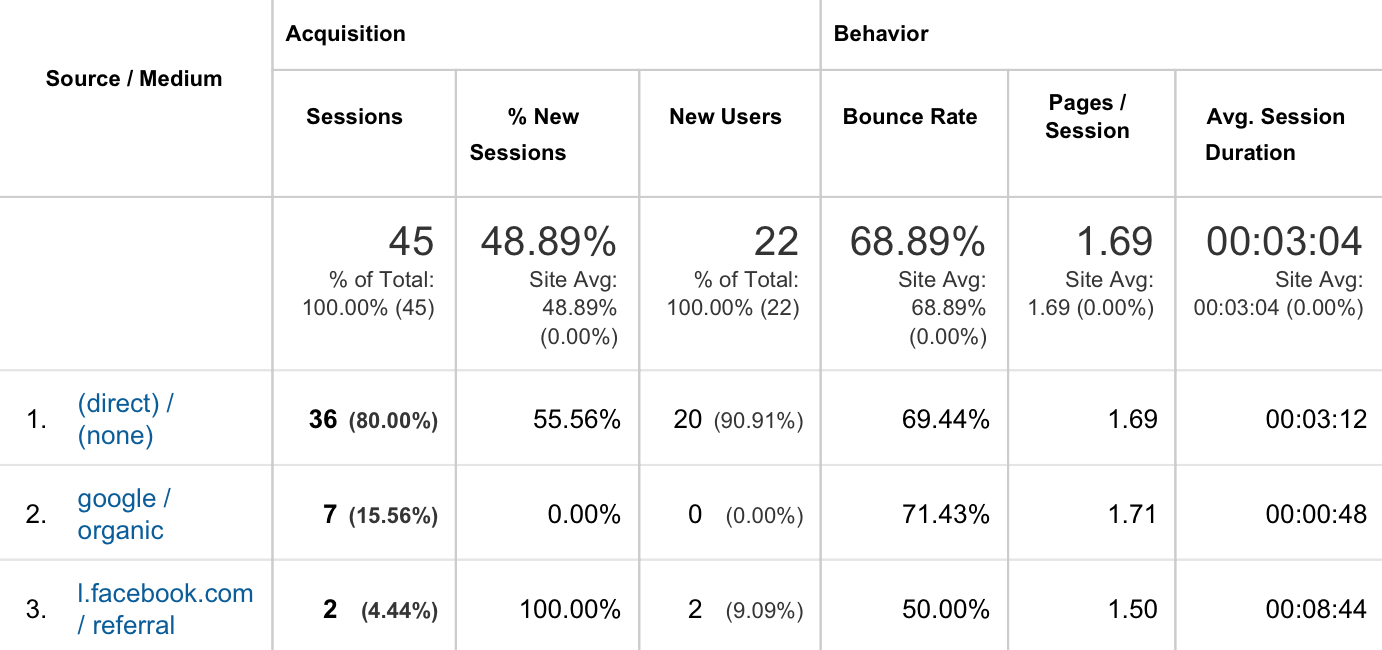 Source / Medium
Acquisition
Behavior
Sessions
% New
Sessions
New Users
Bounce Rate
Pages /
Session
Avg. Session
Duration
45
% of Total:
100.00% (45)
48.89%
Site Avg:
48.89%
(0.00%)
22
% of Total:
100.00% (22)
68.89%
Site Avg:
68.89%
(0.00%)
1.69
Site Avg:
1.69 (0.00%)
00:03:04
Site Avg:
00:03:04 (0.00%)
1.
(direct) /
(none)
36 (80.00%)
55.56%
20 (90.91%)
69.44%
1.69
00:03:12
2.
google /
organic
7 (15.56%)
0.00%
0 (0.00%)
71.43%
1.71
00:00:48
3.
l.facebook.com
/ referral
2 (4.44%)
100.00%
2 (9.09%)
50.00%
1.50
00:08:44